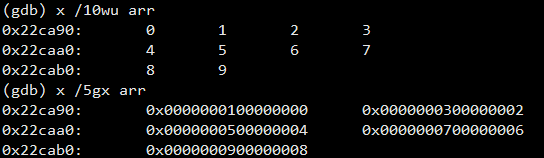 (gdb) x /10wu arr
0x22ca90: 0 1 2 3
0x22caa0: 4 5 6 7
0x22cab0: 8 9
(gdb) x /5gx arr
0x22ca90: 0x0000000100000000 0x0000000300000002
0x22caa0: 0x0000000500000004 0x0000000700000006
0x22cab0: 0x0000000900000008